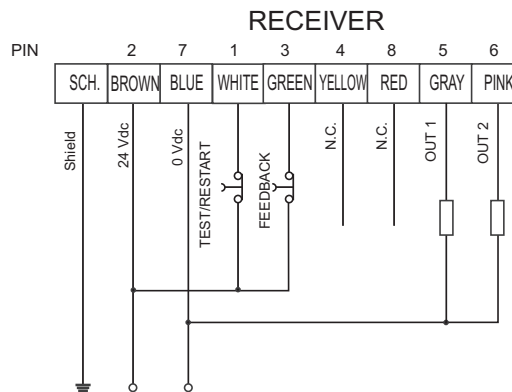 RECEIVER
PIN 2 7 1 3 4 8 5 6
SCH. BROWN BLUE WHITE GREEN YELLOW RED GRAY PINK
Shield
24 Vdc
0 Vdc
TEST/RESTART
FEEDBACK
N.C.
N.C.
OUT 1
OUT 2